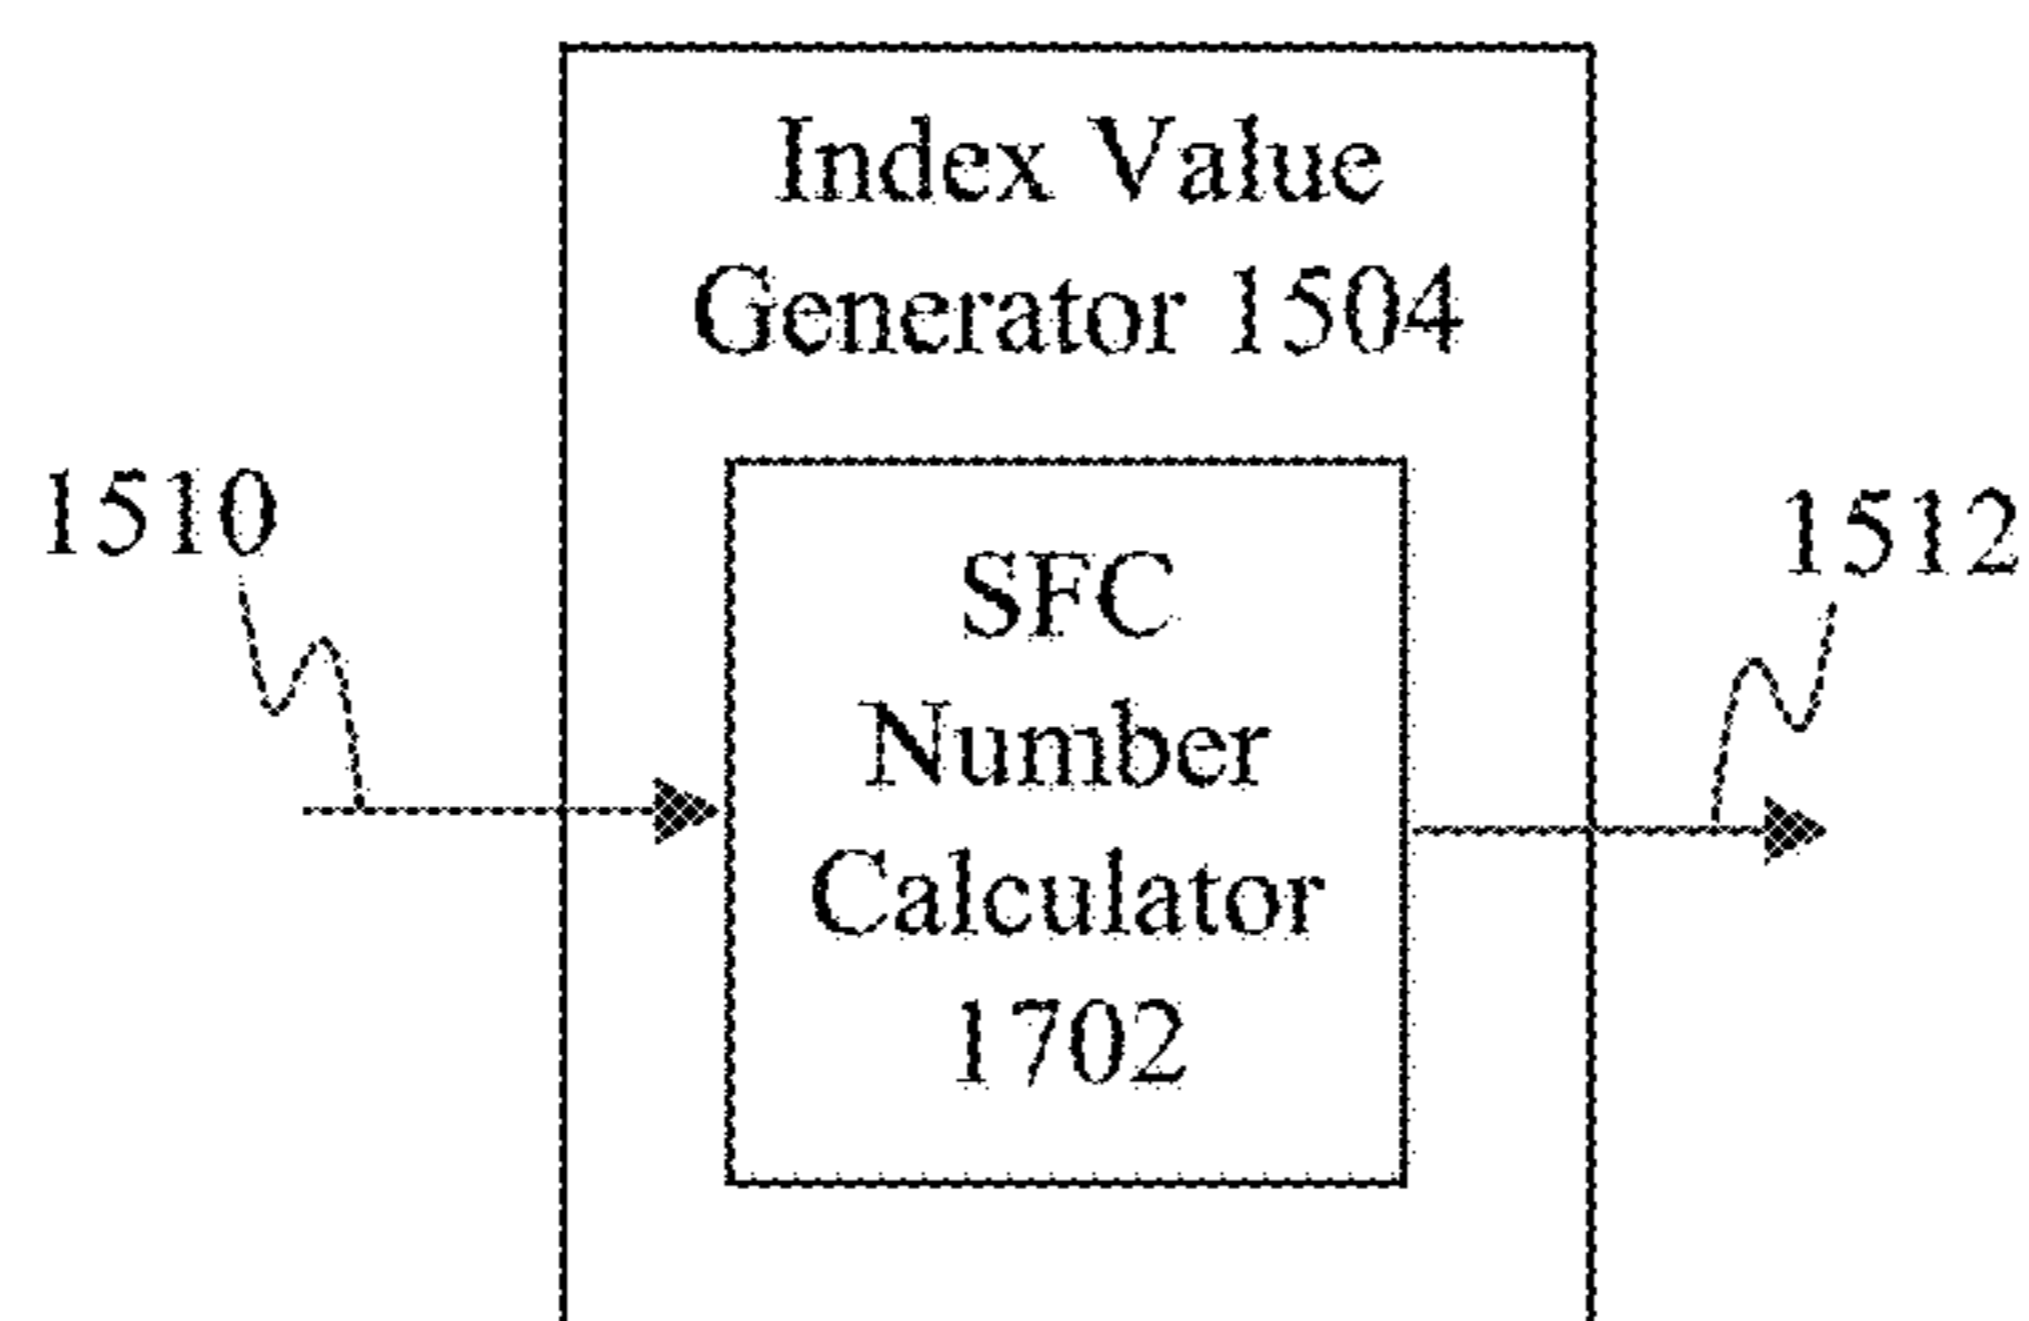 Index Value
Generator 1504
1510
1512
SFC
Number
Calculator
1702